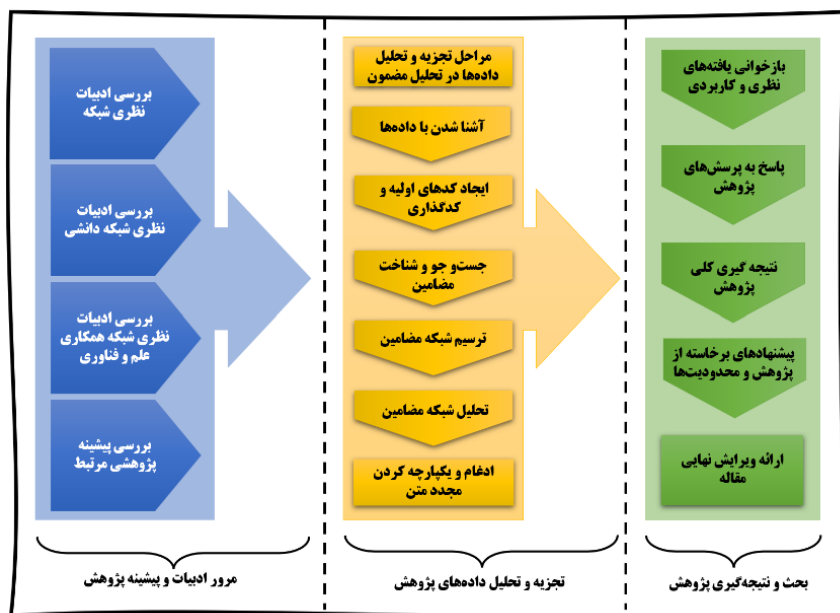 بررسی ادبیات
نظری شبکه
بررسی ادبیات
نظری شبکه دانشی
بررسی ادبیات
نظری شبکه همکاری
علم و فناوری
بررسی پیشینه
پژوهشی مرتبط
مرور ادبیات و پیشینه پژوهش
مراحل تجزیه و تحلیل
داده‌ها در تحلیل مضمون
آشنا شدن با داده‌ها
ایجاد کدهای اولیه و
کدگذاری
جست‌و جو و شناخت
مضامین
ترسیم شبکه مضامین
تحلیل شبکه مضامین
ادغام و یکپارچه کردن
مجدد متن
تجزیه و تحلیل داده‌های پژوهش
بازخوانی یافته‌های
نظری و کاربردی
پاسخ به پرسش‌های
پژوهش
نتیجه گیری کلی
پژوهش
پیشنهادهای برخاسته از
پژوهش و محدودیت‌ها
ارائه ویرایش نهایی
مقاله
بحث و نتیجه‌گیری پژوهش